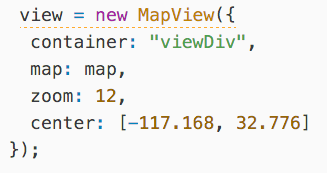 view = new MapView({
container: "viewDiv",
map: map,
zoom: 12,
center: [-117.168, 32.776]
});